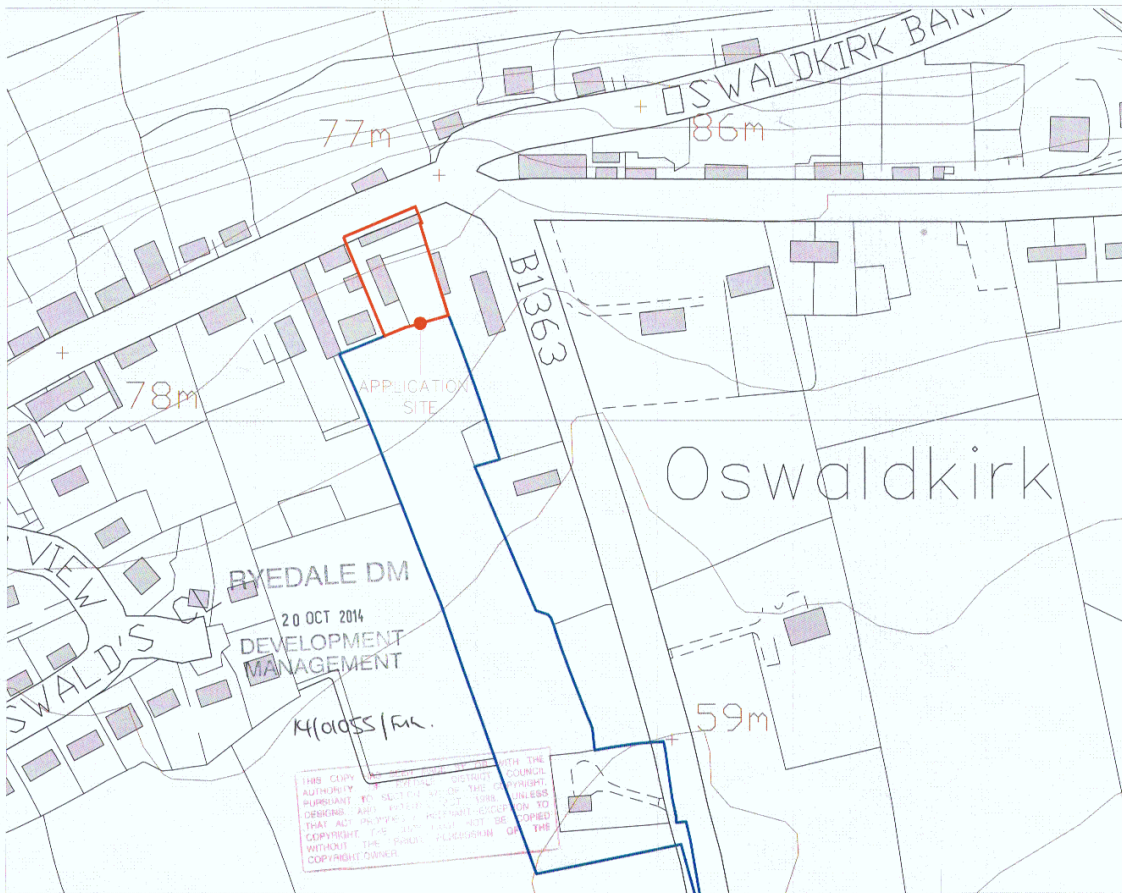 OSWALDKIRK BANK
77m
86m
B1363
78m
APPLICATION
SITE
Oswaldkirk
VIEW
OSWALD'S
RYEDALE DM
20 OCT 2014
DEVELOPMENT
MANAGEMENT
14/01055/FUL.
59m
THIS COPY HAS BEEN MADE BY OR WITH THE
AUTHORITY OF RYEDALE DISTRICT COUNCIL
PURSUANT TO SECTION 47 OF THE COPYRIGHT
DESIGNS AND PATENTS ACT 1988. UNLESS
THAT ACT PROVIDES A RELEVANT EXCEPTION TO
COPYRIGHT THE COPY MUST NOT BE COPIED
WITHOUT THE PRIOR PERMISSION OF THE
COPYRIGHT OWNER